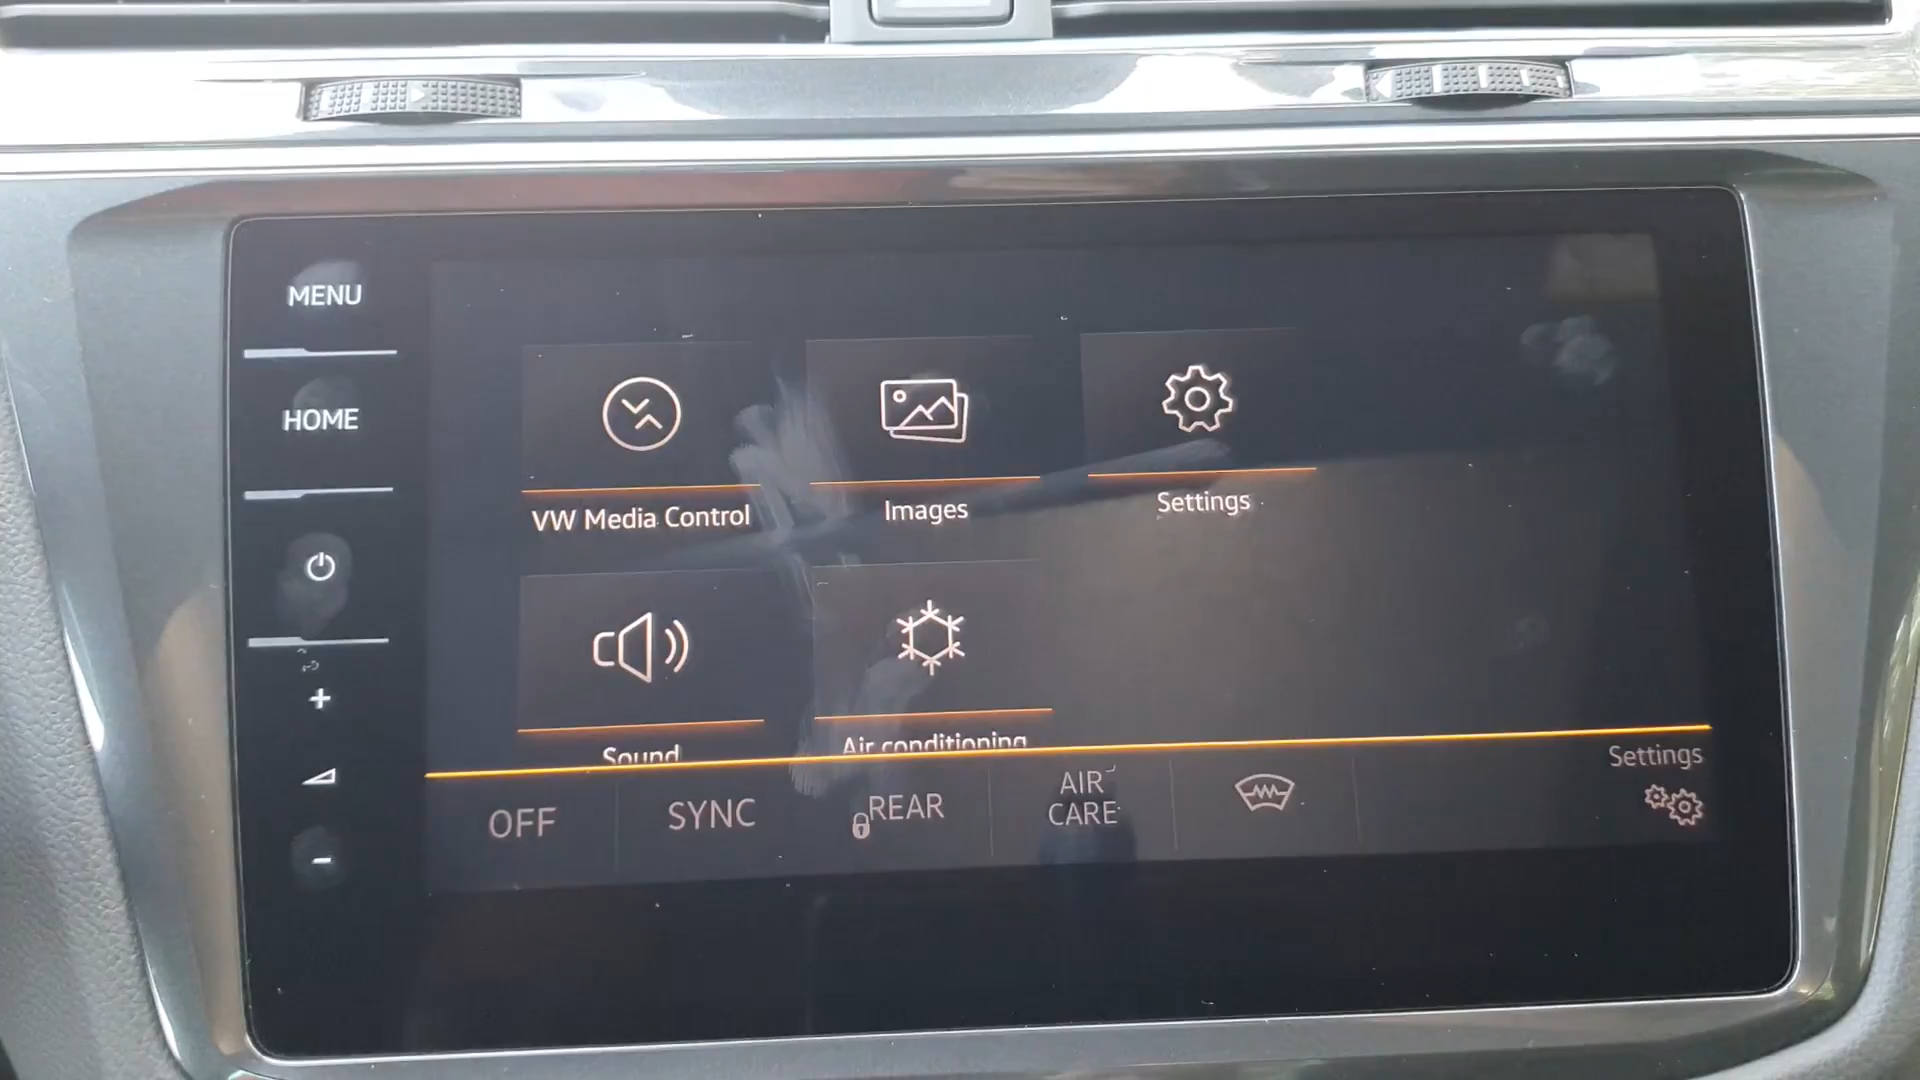 MENU
HOME
+
-
VW Media Control
Images
Settings
Sound
Air conditioning
OFF
SYNC
REAR
AIR
CARE
Settings